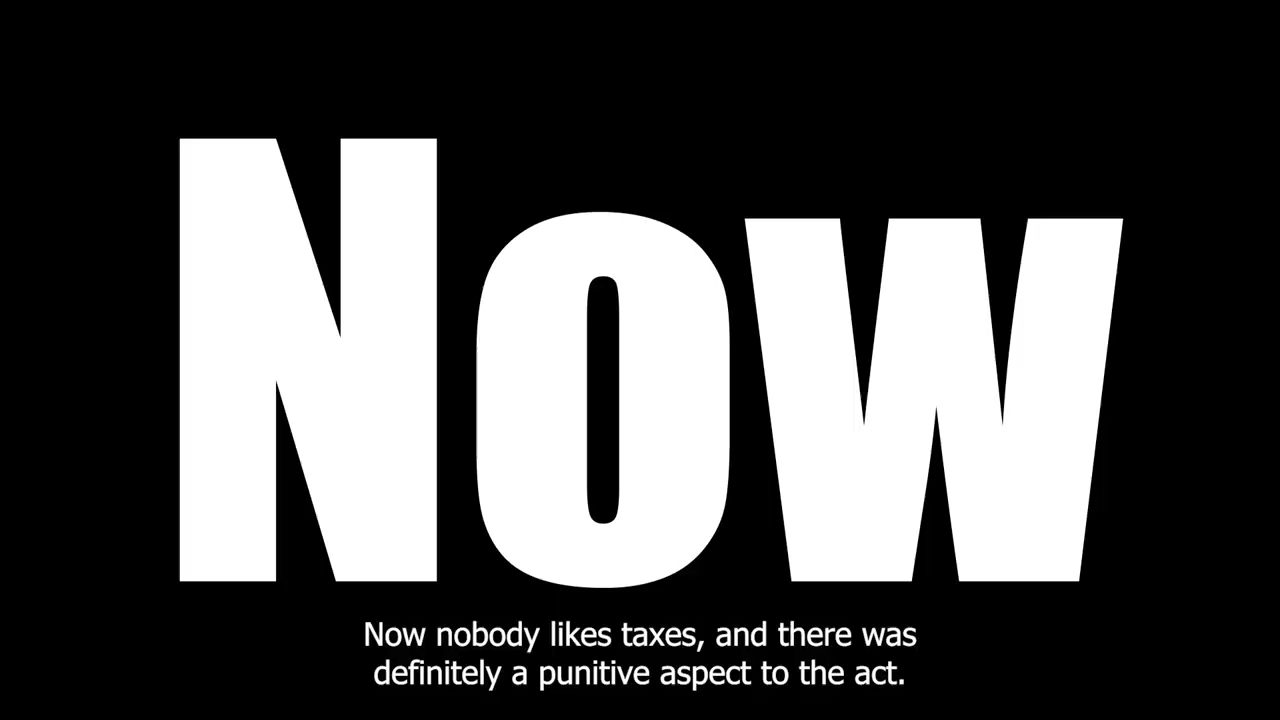 Now
Now nobody likes taxes, and there was
definitely a punitive aspect to the act.